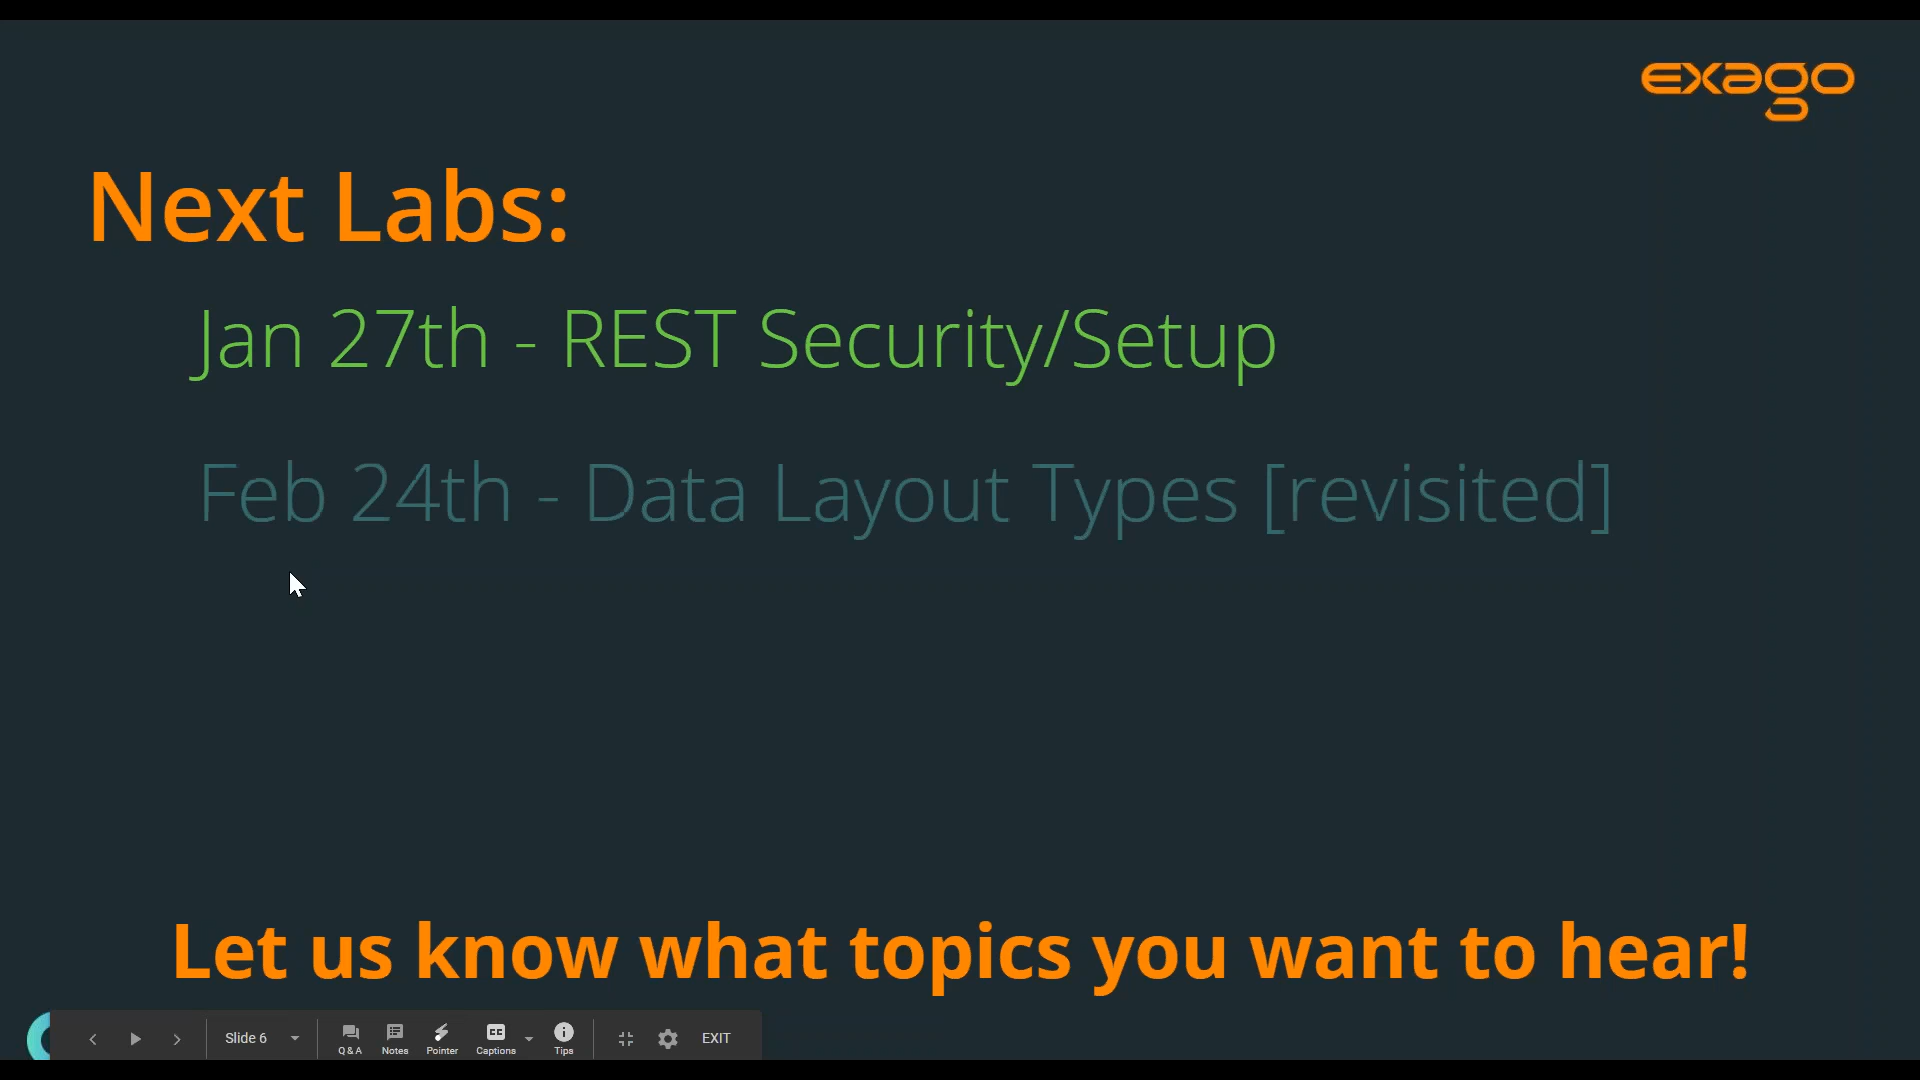 exago
Next Labs:
Jan 27th - REST Security/Setup
Feb 24th - Data Layout Types [revisited]
Let us know what topics you want to hear!
Slide 6
Q & A
Notes
Pointer
CC
Captions
Tips
EXIT